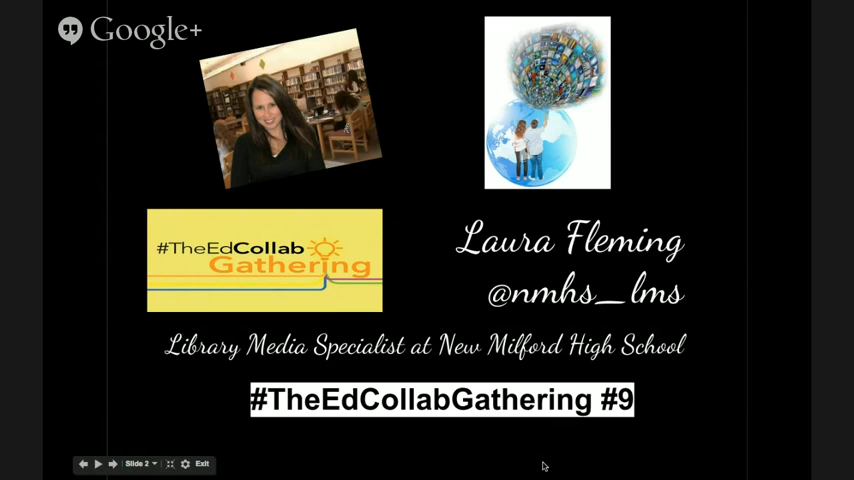 Google+
#TheEdCollab
Gathering
Laura Fleming
@nmhs_lms
Library Media Specialist at New Milford High School
#TheEdCollabGathering #9
Slide 2
Exit